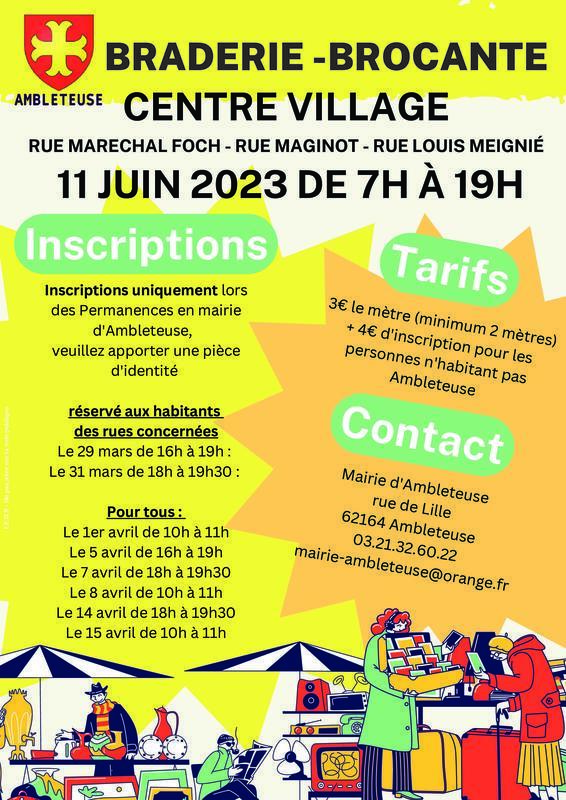 AMBLETEUSE
BRADERIE -BROCANTE
CENTRE VILLAGE
RUE MARECHAL FOCH - RUE MAGINOT - RUE LOUIS MEIGNIÉ
11 JUIN 2023 DE 7H À 19H
Inscriptions
Inscriptions uniquement lors
des Permanences en mairie
d'Ambleteuse,
veuillez apporter une pièce
d'identité
réservé aux habitants
des rues concernées
Le 29 mars de 16h à 19h :
Le 31 mars de 18h à 19h30 :
Pour tous :
Le 1er avril de 10h à 11h
Le 5 avril de 16h à 19h
Le 7 avril de 18h à 19h30
Le 8 avril de 10h à 11h
Le 14 avril de 18h à 19h30
Le 15 avril de 10h à 11h
Tarifs
3€ le mètre (minimum 2 mètres)
+ 4€ d'inscription pour les
personnes n'habitant pas
Ambleteuse
Contact
Mairie d'Ambleteuse
rue de Lille
62164 Ambleteuse
03.21.32.60.22
mairie-ambleteuse@orange.fr